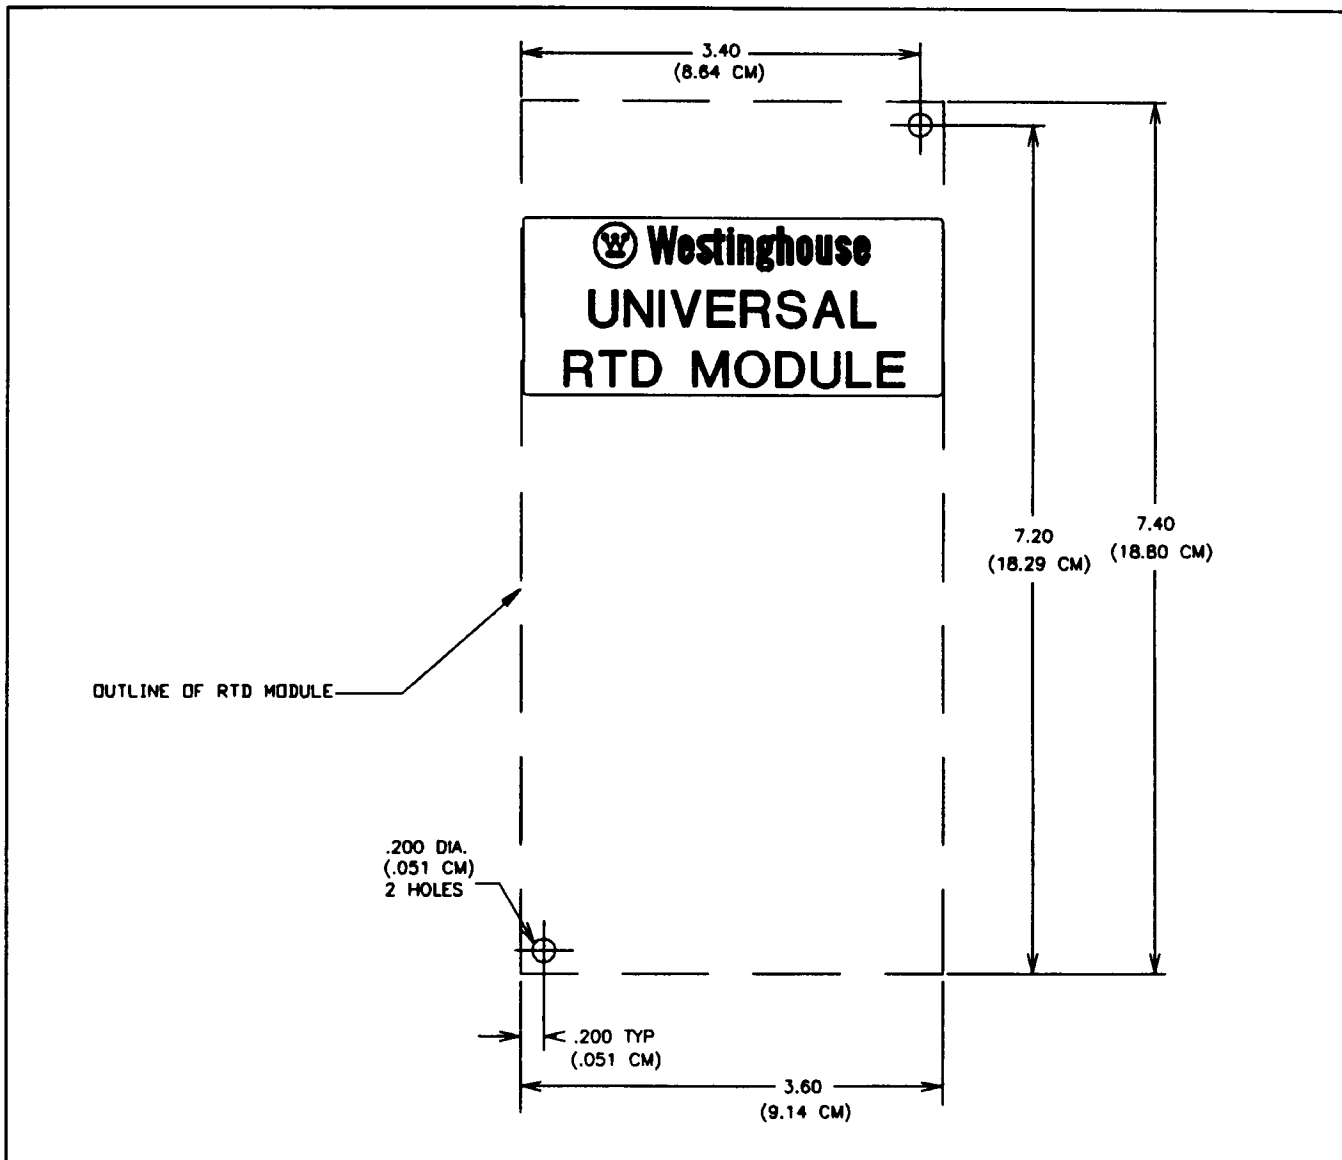 3.40
(8.64 CM)
W Westinghouse
UNIVERSAL
RTD MODULE
7.20
(18.29 CM)
7.40
(18.80 CM)
OUTLINE OF RTD MODULE
.200 DIA.
(.051 CM)
2 HOLES
.200 TYP
(.051 CM)
3.60
(9.14 CM)